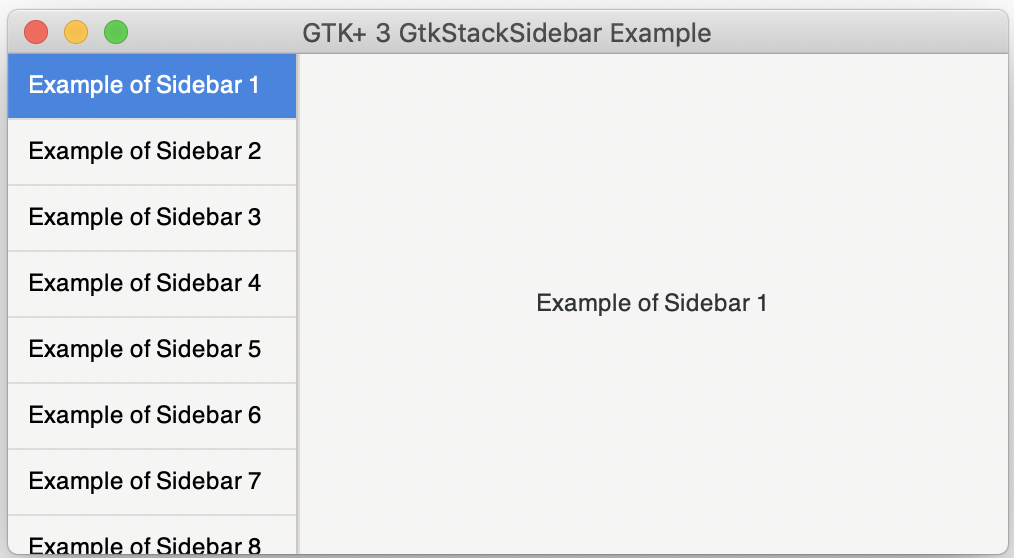 GTK+ 3 GtkStackSidebar Example
Example of Sidebar 1
Example of Sidebar 2
Example of Sidebar 3
Example of Sidebar 4
Example of Sidebar 5
Example of Sidebar 6
Example of Sidebar 7
Example of Sidebar 8
Example of Sidebar 1